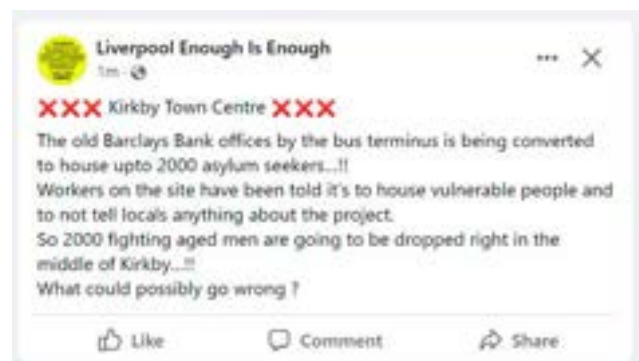 Liverpool Enough Is Enough
1m
❌❌❌ Kirkby Town Centre ❌❌❌
The old Barclays Bank offices by the bus terminus is being converted
to house upto 2000 asylum seekers...!!
Workers on the site have been told it's to house vulnerable people and
to not tell locals anything about the project.
So 2000 fighting aged men are going to be dropped right in the
middle of Kirkby...!!
What could possibly go wrong ?
Like Comment Share